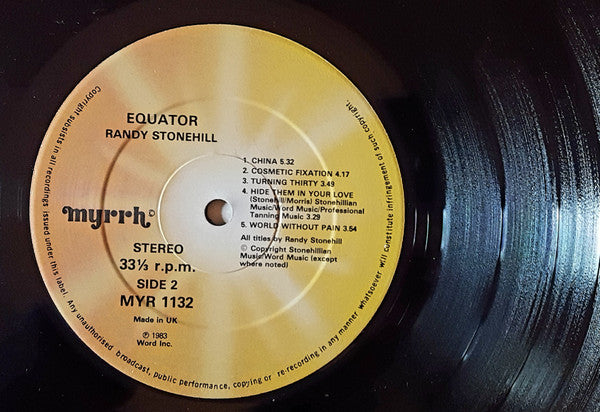 EQUATOR
RANDY STONEHILL
1. CHINA 5.32
2. COSMETIC FIXATION 4.17
3. TURNING THIRTY 3.49
4. HIDE THEM IN YOUR LOVE
(Stonehill/Morris) Stonehillian
Music/Word Music/Professional
Tanning Music 3.29
5. WORLD WITHOUT PAIN 3.54
All titles by Randy Stonehill
© Copyright Stonehillian
Music/Word Music (except
where noted)
myrrh©
STEREO
33⅓ r.p.m.
SIDE 2
MYR 1132
Made in UK
℗ 1983
Word Inc.
Copyright subsists in all recordings issued under this label. Any unauthorised broadcast, public performance, copying or re-recording in any manner whatsoever will constitute infringement of such copyright